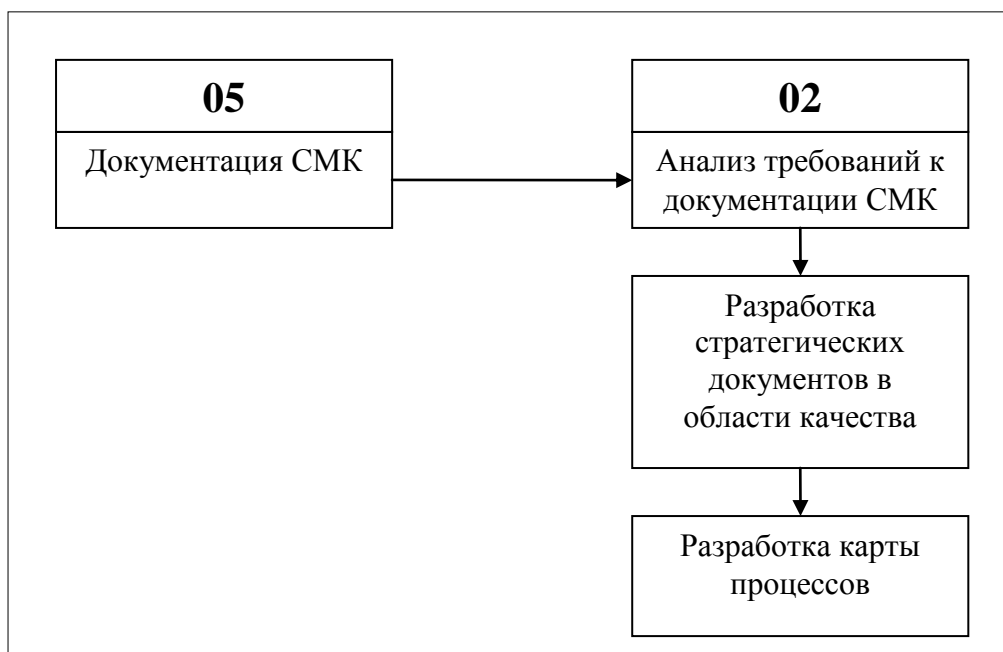 05
Документация СМК
02
Анализ требований к
документации СМК
Разработка
стратегических
документов в
области качества
Разработка карты
процессов